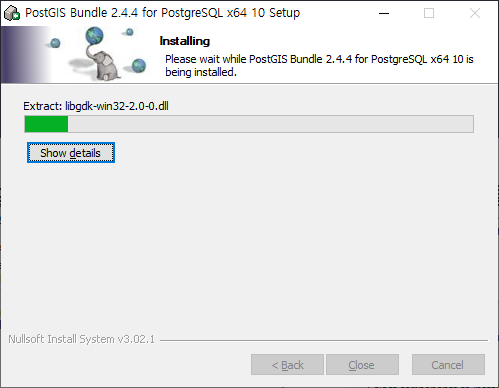 PostGIS Bundle 2.4.4 for PostgreSQL x64 10 Setup
Installing
Please wait while PostGIS Bundle 2.4.4 for PostgreSQL x64 10 is
being installed.
Extract: libgdk-win32-2.0-0.dll
Show details
Nullsoft Install System v3.02.1
< Back
Close
Cancel